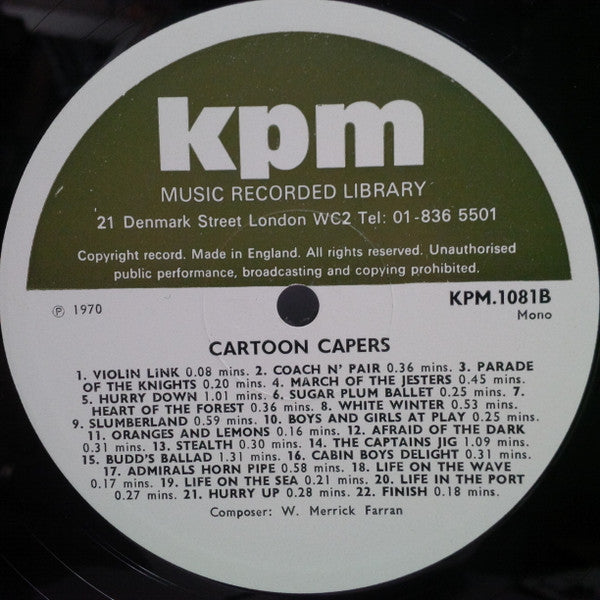 kpm
MUSIC RECORDED LIBRARY
21 Denmark Street London WC2 Tel: 01-836 5501
Copyright record. Made in England. All rights reserved. Unauthorised
public performance, broadcasting and copying prohibited.
℗ 1970
KPM.1081B
Mono
CARTOON CAPERS
1. VIOLIN LINK 0.08 mins. 2. COACH N' PAIR 0.36 mins. 3. PARADE
OF THE KNIGHTS 0.20 mins. 4. MARCH OF THE JESTERS 0.45 mins.
5. HURRY DOWN 1.01 mins. 6. SUGAR PLUM BALLET 0.25 mins. 7.
HEART OF THE FOREST 0.36 mins. 8. WHITE WINTER 0.53 mins.
9. SLUMBERLAND 0.59 mins. 10. BOYS AND GIRLS AT PLAY 0.25 mins.
11. ORANGES AND LEMONS 0.16 mins. 12. AFRAID OF THE DARK
0.31 mins. 13. STEALTH 0.30 mins. 14. THE CAPTAINS JIG 1.09 mins.
15. BUDD'S BALLAD 1.31 mins. 16. CABIN BOYS DELIGHT 0.31 mins.
17. ADMIRALS HORN PIPE 0.58 mins. 18. LIFE ON THE WAVE
0.17 mins. 19. LIFE ON THE SEA 0.21 mins. 20. LIFE IN THE PORT
0.27 mins. 21. HURRY UP 0.28 mins. 22. FINISH 0.18 mins.
Composer: W. Merrick Farran